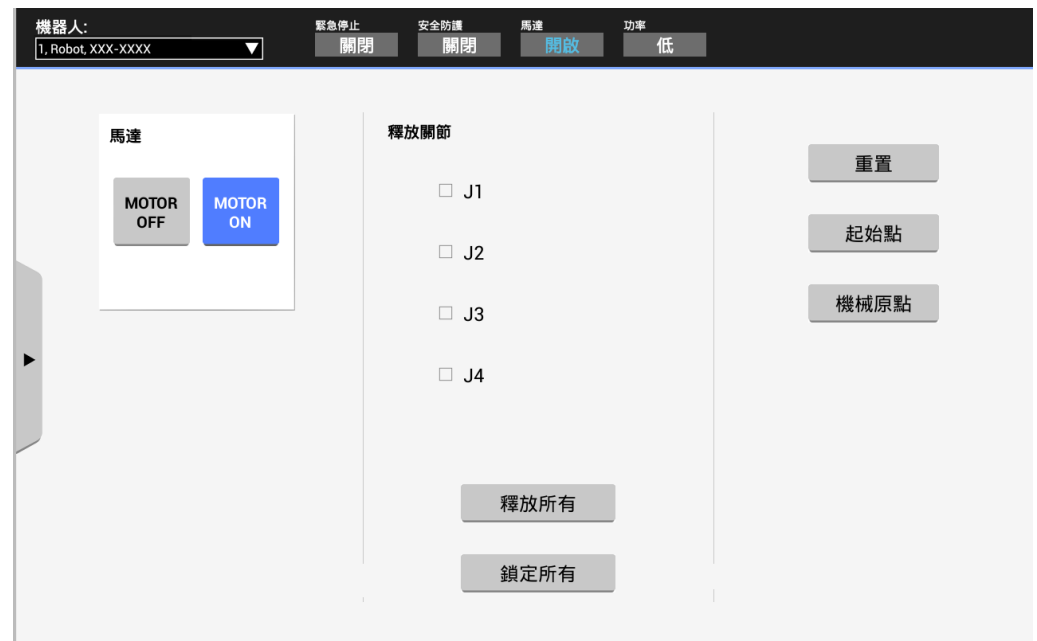 機器人:
1, Robot, XXX-XXXX
緊急停止
關閉
安全防護
關閉
馬達
開啟
功率
低
馬達
MOTOR
OFF
MOTOR
ON
釋放關節
J1
J2
J3
J4
釋放所有
鎖定所有
重置
起始點
機械原點